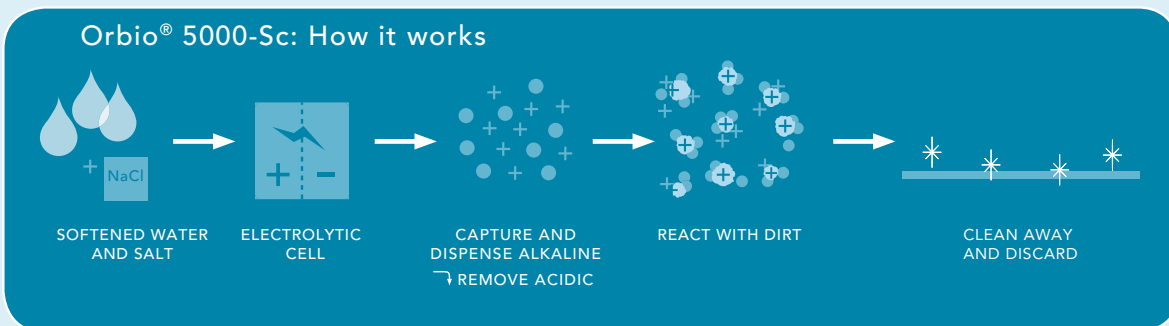 Orbio® 5000-Sc: How it works
+
NaCl
+ −
SOFTENED WATER
AND SALT
ELECTROLYTIC
CELL
CAPTURE AND
DISPENSE ALKALINE
REMOVE ACIDIC
REACT WITH DIRT
CLEAN AWAY
AND DISCARD